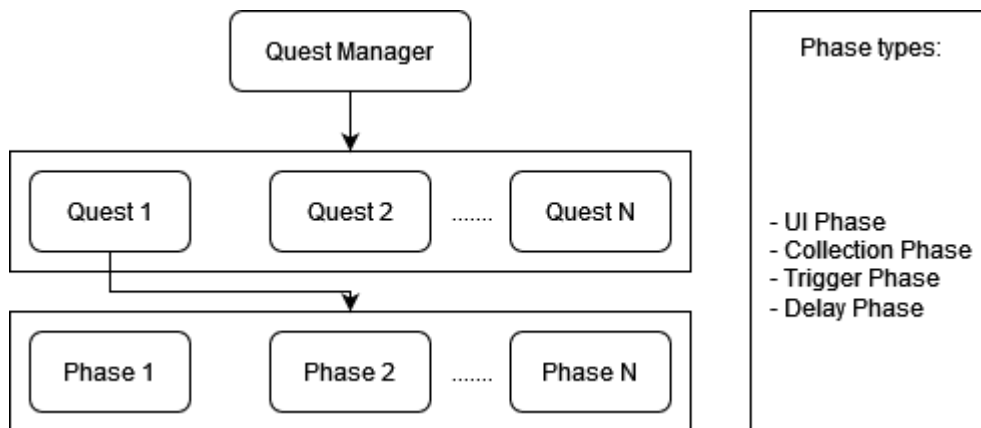 Quest Manager
Quest 1
Quest 2
.......
Quest N
Phase 1
Phase 2
.......
Phase N
Phase types:
- UI Phase
- Collection Phase
- Trigger Phase
- Delay Phase